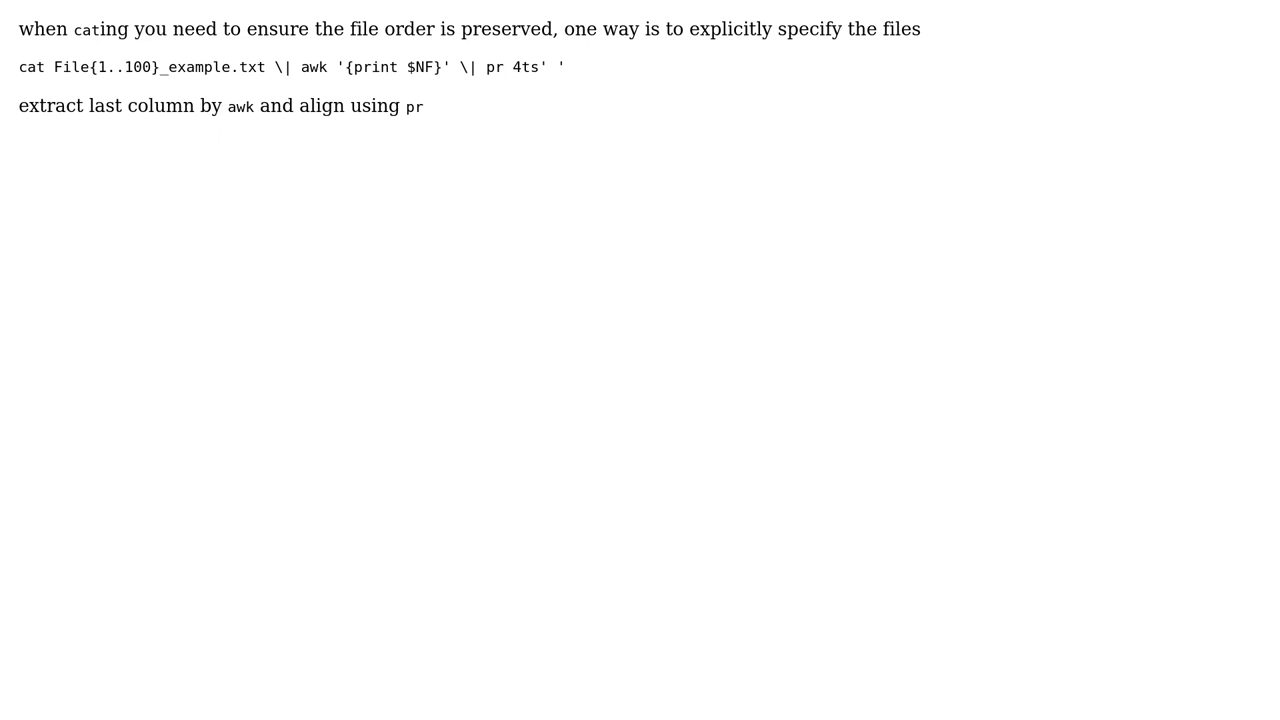 when cating you need to ensure the file order is preserved, one way is to explicitly specify the files
cat File{1..100}_example.txt \| awk '{print $NF}' \| pr 4ts' '
extract last column by awk and align using pr